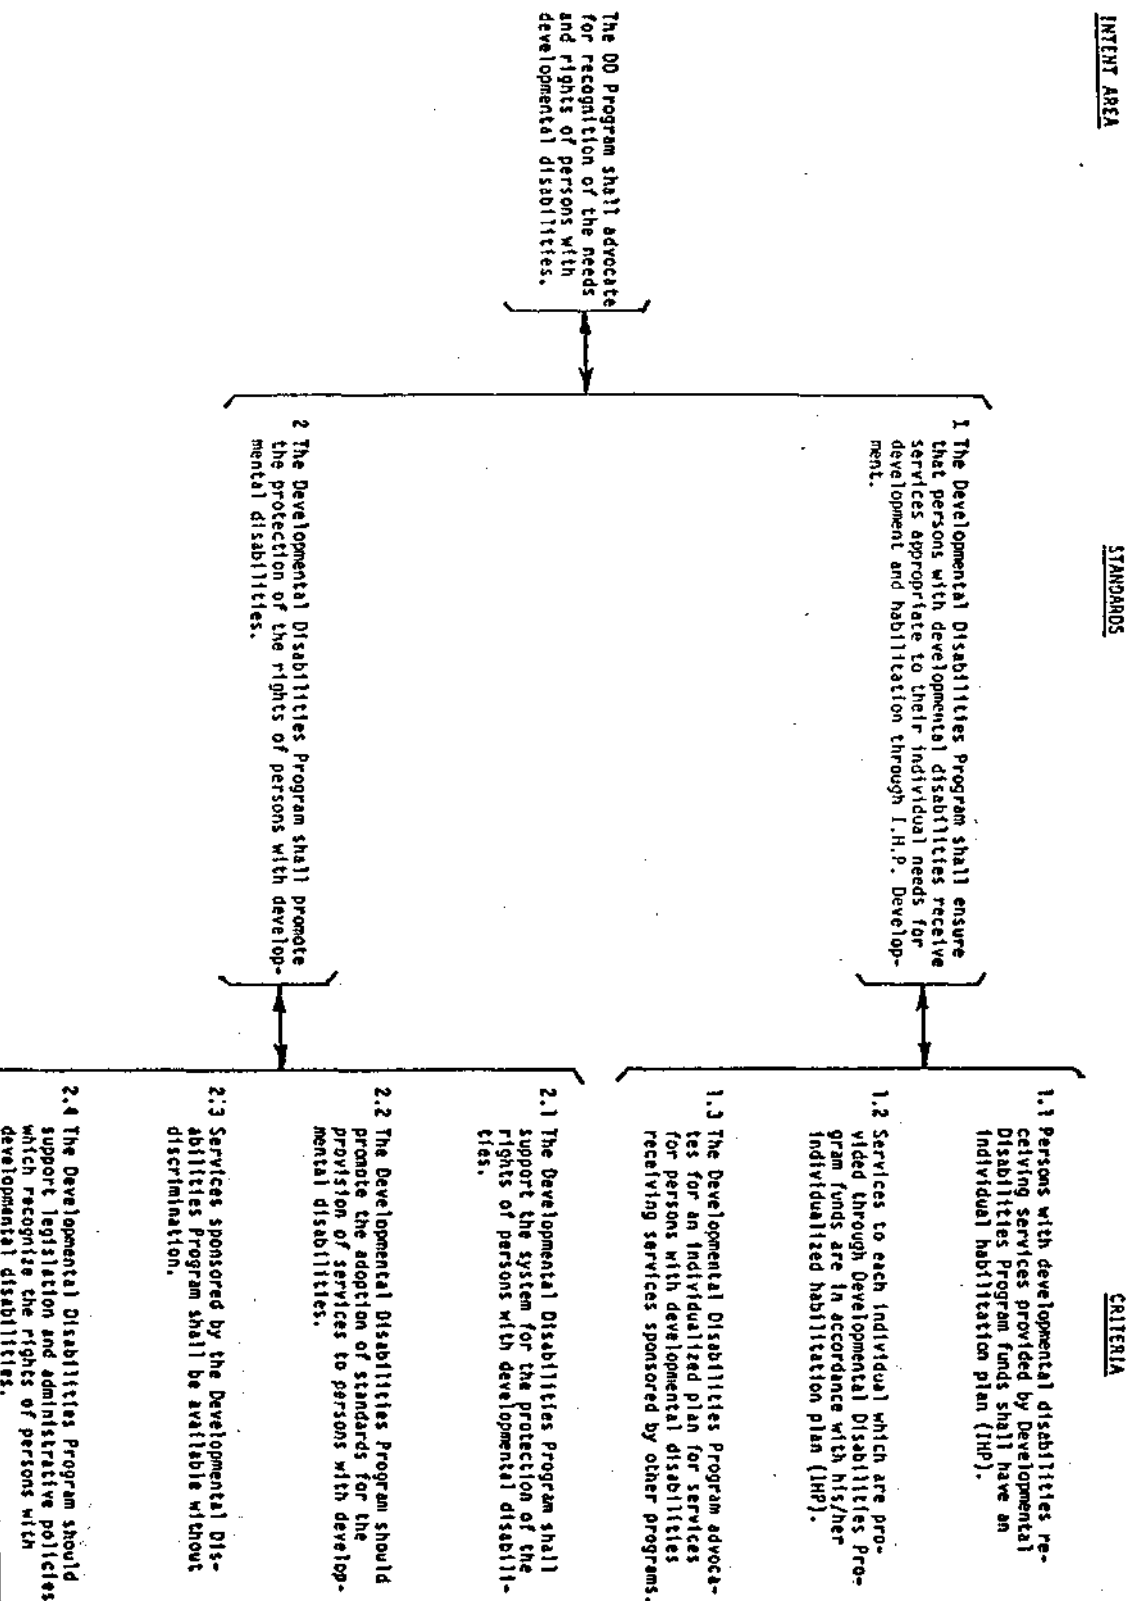 INTENT AREA
The DD Program shall advocate
for recognition of the needs
and rights of persons with
developmental disabilities.
STANDARDS
1 The Developmental Disabilities Program shall ensure
that persons with developmental disabilities receive
services appropriate to their individual needs for
development and habilitation through I.H.P. Develop-
ment.
2 The Developmental Disabilities Program shall promote
the protection of the rights of persons with develop-
mental disabilities.
CRITERIA
1.1 Persons with developmental disabilities re-
ceiving services provided by Developmental
Disabilities Program funds shall have an
individual habilitation plan (IHP).
1.2 Services to each individual which are pro-
vided through Developmental Disabilities Pro-
gram funds are in accordance with his/her
individualized habilitation plan (IHP).
1.3 The Developmental Disabilities Program advoca-
tes for an individualized plan for services
for persons with developmental disabilities
receiving services sponsored by other programs.
2.1 The Developmental Disabilities Program shall
support the system for the protection of the
rights of persons with developmental disabili-
ties.
2.2 The Developmental Disabilities Program should
promote the adoption of standards for the
provision of services to persons with develop-
mental disabilities.
2.3 Services sponsored by the Developmental Dis-
abilities Program shall be available without
discrimination.
2.4 The Developmental Disabilities Program should
support legislation and administrative policies
which recognize the rights of persons with
developmental disabilities.